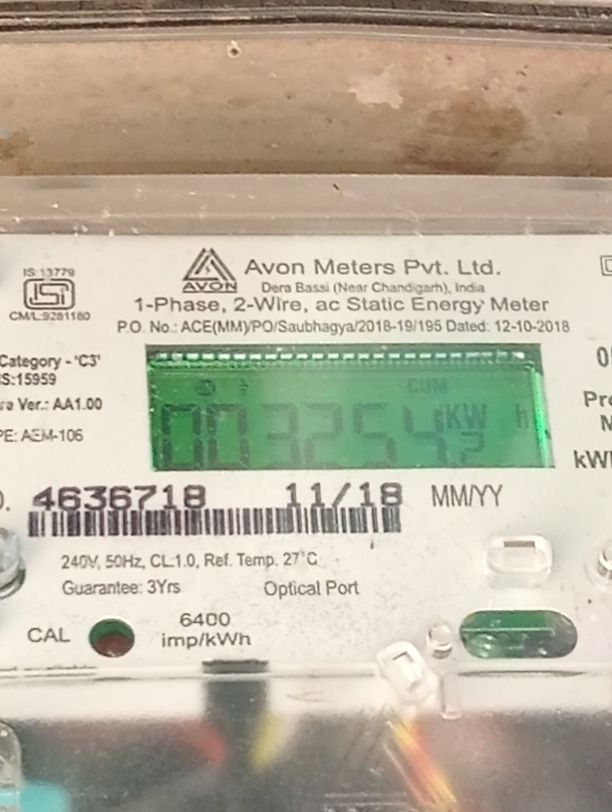 IS:13779
ISI
CM/L:9281180
AVON
Avon Meters Pvt. Ltd.
Dera Bassi (Near Chandigarh), India
1-Phase, 2-Wire, ac Static Energy Meter
P.O. No.: ACE(MM)/PO/Saubhagya/2018-19/195 Dated: 12-10-2018
Category - 'C3'
IS:15959
Ver.: AA1.00
PE: AEM-106
CUM
003254.2 KW h
4636718 11/18 MM/YY
240V, 50Hz, CL:1.0, Ref. Temp. 27°C
Guarantee: 3Yrs Optical Port
CAL 6400
imp/kWh